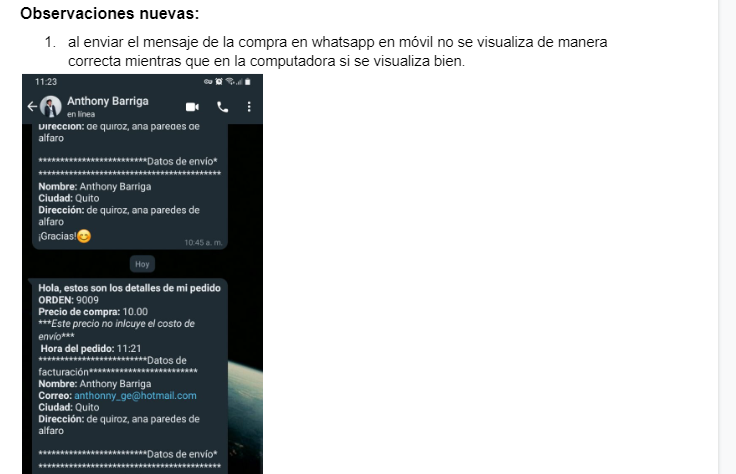 Observaciones nuevas:
1. al enviar el mensaje de la compra en whatsapp en móvil no se visualiza de manera
correcta mientras que en la computadora si se visualiza bien.
11:23
Anthony Barriga
en línea
Dirección: de quiroz, ana paredes de
alfaro
**************************Datos de envío*
********************************************
Nombre: Anthony Barriga
Ciudad: Quito
Dirección: de quiroz, ana paredes de
alfaro
¡Gracias!😊
10:45 a. m.
Hoy
Hola, estos son los detalles de mi pedido
ORDEN: 9009
Precio de compra: 10.00
***Este precio no inlcuye el costo de
envío***
Hora del pedido: 11:21
**************************Datos de
facturación**************************
Nombre: Anthony Barriga
Correo: anthonny_ge@hotmail.com
Ciudad: Quito
Dirección: de quiroz, ana paredes de
alfaro
**************************Datos de envío*
********************************************